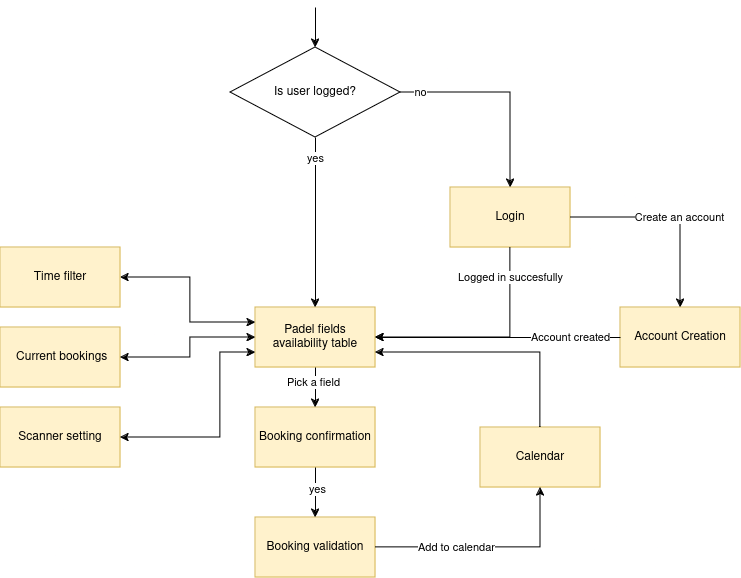 Is user logged?
no
yes
Login
Create an account
Time filter
Logged in succesfully
Padel fields
availability table
Account created
Account Creation
Current bookings
Pick a field
Scanner setting
Booking confirmation
Calendar
yes
Booking validation
Add to calendar